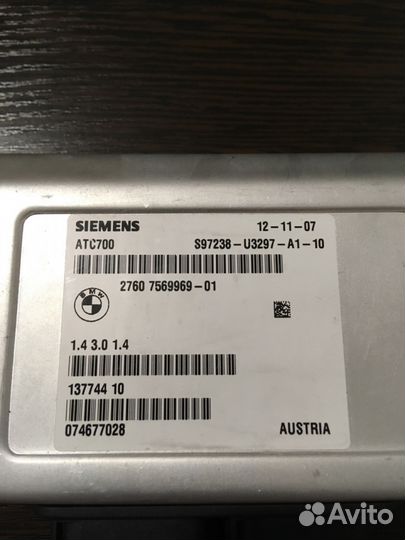 SIEMENS 12-11-07
ATC700 S97238-U3297-A1-10
BMW 2760 7569969-01
1.4 3.0 1.4
137744 10
074677028 AUSTRIA
Avito